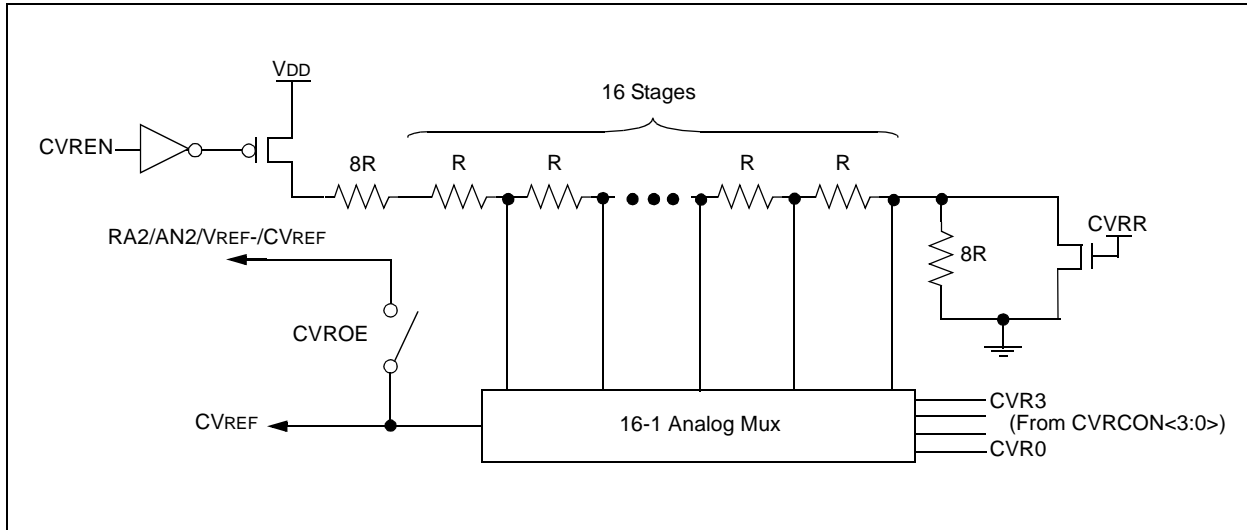 VDD
16 Stages
CVREN
8R
R
R
R
R
RA2/AN2/VREF-/CVREF
CVRR
8R
CVROE
CVREF
16-1 Analog Mux
CVR3
(From CVRCON<3:0>)
CVR0